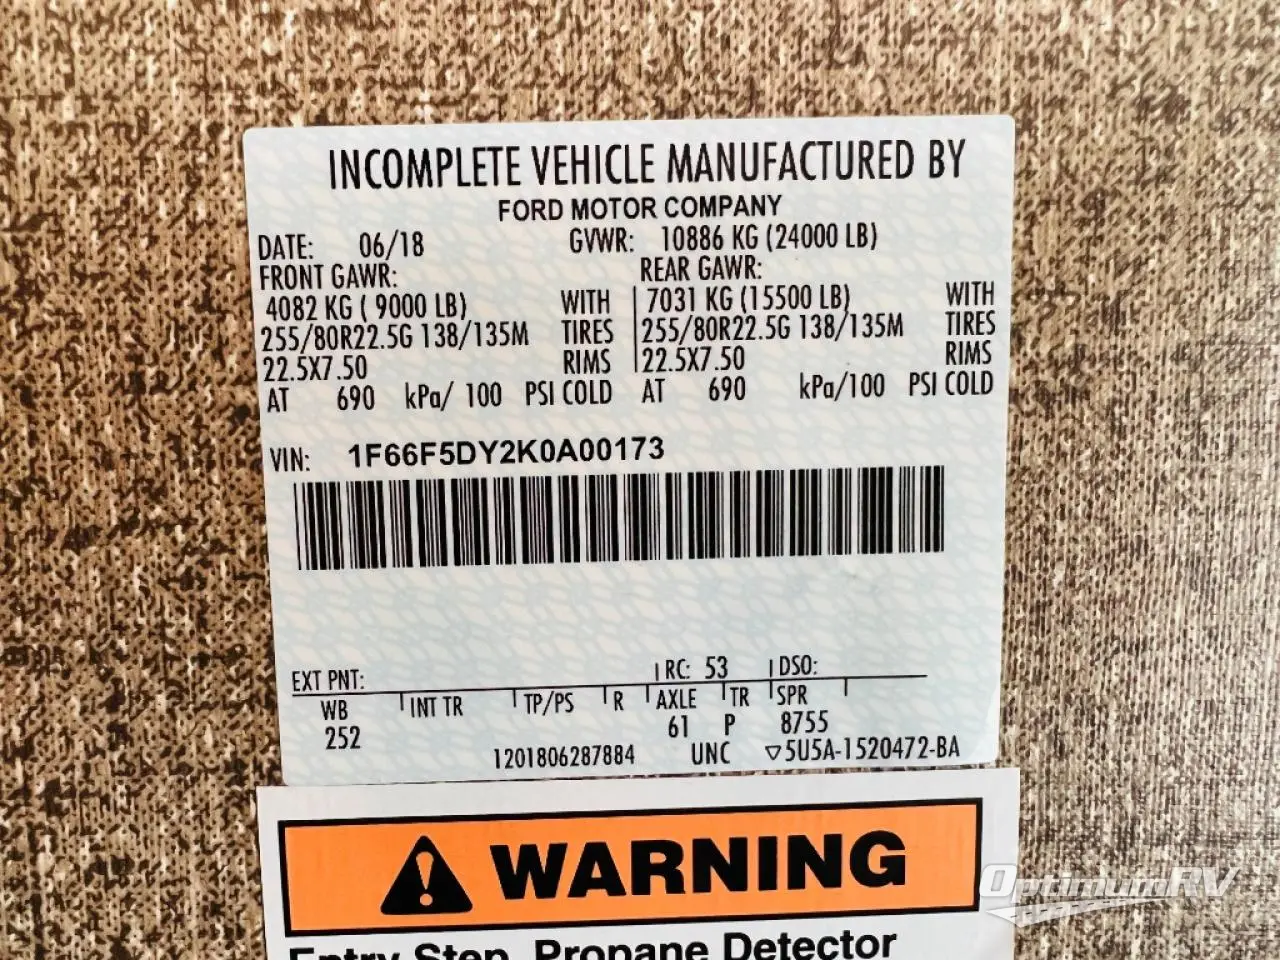 INCOMPLETE VEHICLE MANUFACTURED BY
FORD MOTOR COMPANY
DATE: 06/18 GVWR: 10886 KG (24000 LB)
FRONT GAWR: REAR GAWR:
4082 KG ( 9000 LB) WITH 7031 KG (15500 LB) WITH
255/80R22.5G 138/135M TIRES 255/80R22.5G 138/135M TIRES
22.5X7.50 RIMS 22.5X7.50 RIMS
AT 690 kPa/ 100 PSI COLD AT 690 kPa/100 PSI COLD
VIN: 1F66F5DY2K0A00173
EXT PNT: RC: 53 DSO:
WB INT TR TP/PS R AXLE TR SPR
252 61 P 8755
1201806287884 UNC ▽5U5A-1520472-BA
WARNING
Entry Step, Propane Detector
OptimumRV